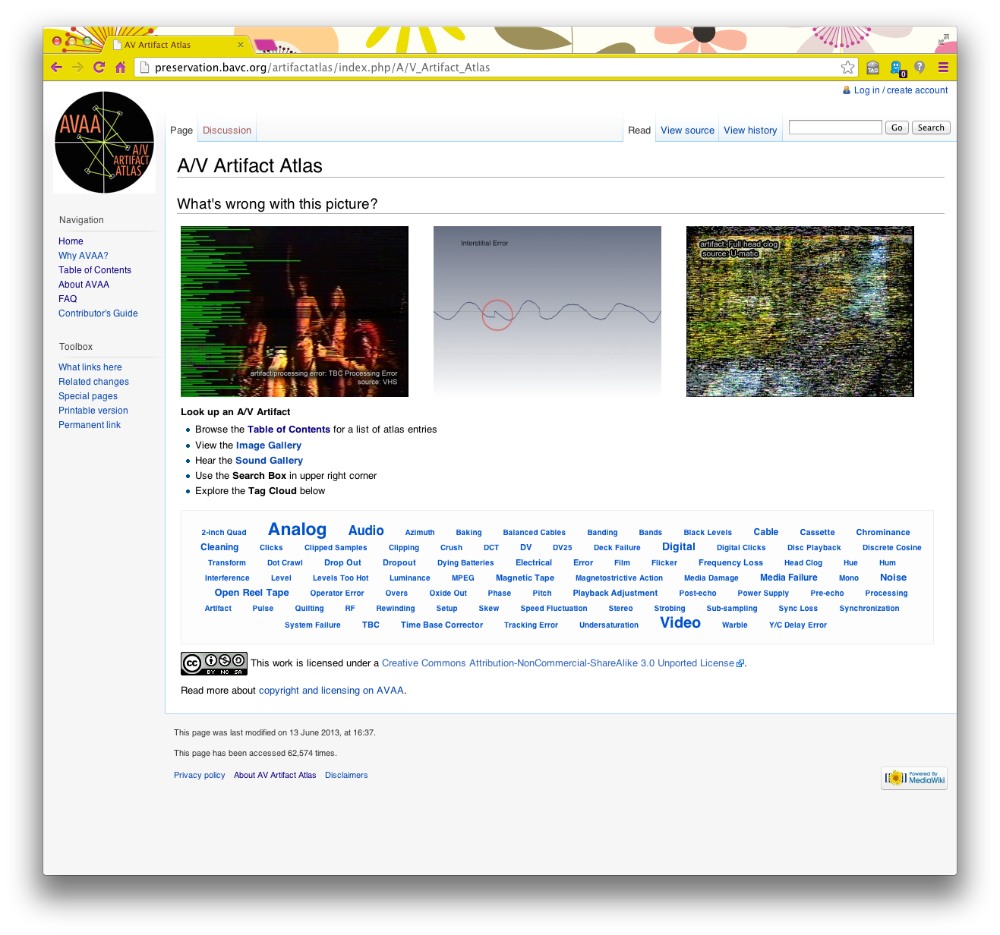 AV Artifact Atlas
preservation.bavc.org/artifactatlas/index.php/A/V_Artifact_Atlas
TAG
0
Log in / create account
AVAA
A/V
ARTIFACT
ATLAS
Page Discussion Read View source View history Go Search
A/V Artifact Atlas
What's wrong with this picture?
Navigation
Home
Why AVAA?
Table of Contents
About AVAA
FAQ
Contributor's Guide
Toolbox
What links here
Related changes
Special pages
Printable version
Permanent link
artifact/processing error: TBC Processing Error
source: VHS
Interstitial Error
artifact: Full head clog
source: U-matic
Look up an A/V Artifact
Browse the Table of Contents for a list of atlas entries
View the Image Gallery
Hear the Sound Gallery
Use the Search Box in upper right corner
Explore the Tag Cloud below
2-inch Quad Analog Audio Azimuth Baking Balanced Cables Banding Bands Black Levels Cable Cassette Chrominance
Cleaning Clicks Clipped Samples Clipping Crush DCT DV DV25 Deck Failure Digital Digital Clicks Disc Playback Discrete Cosine
Transform Dot Crawl Drop Out Dropout Dying Batteries Electrical Error Film Flicker Frequency Loss Head Clog Hue Hum
Interference Level Levels Too Hot Luminance MPEG Magnetic Tape Magnetostrictive Action Media Damage Media Failure Mono Noise
Open Reel Tape Operator Error Overs Oxide Out Phase Pitch Playback Adjustment Post-echo Power Supply Pre-echo Processing
Artifact Pulse Quilting RF Rewinding Setup Skew Speed Fluctuation Stereo Strobing Sub-sampling Sync Loss Synchronization
System Failure TBC Time Base Corrector Tracking Error Undersaturation Video Warble Y/C Delay Error
cc BY NC SA This work is licensed under a Creative Commons Attribution-NonCommercial-ShareAlike 3.0 Unported License.
Read more about copyright and licensing on AVAA.
This page was last modified on 13 June 2013, at 16:37.
This page has been accessed 62,574 times.
Privacy policy About AV Artifact Atlas Disclaimers
Powered By
MediaWiki